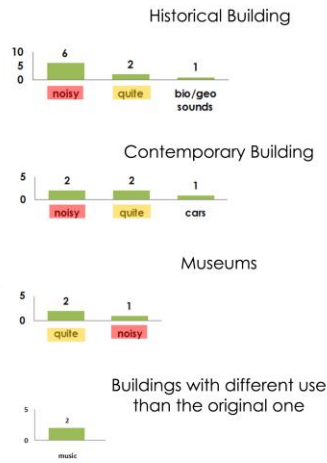 Historical Building
10
5
0
6
2
1
noisy
quite
bio/geo
sounds
Contemporary Building
5
0
2
2
1
noisy
quite
cars
Museums
5
0
2
1
quite
noisy
Buildings with different use
than the original one
5
0
2
music